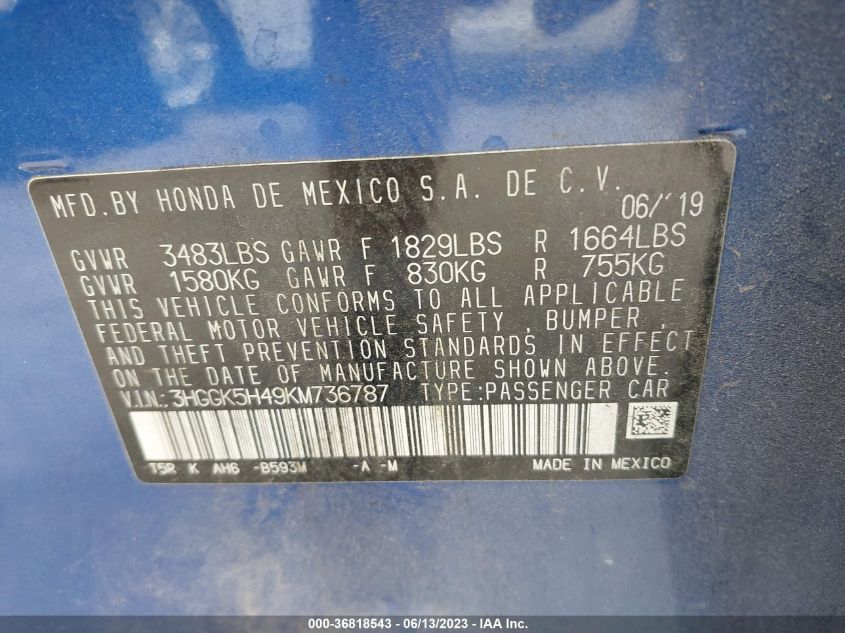 MFD.BY HONDA DE MEXICO S.A. DE C.V.
06/'19
GVWR 3483LBS GAWR F 1829LBS R 1664LBS
GVWR 1580KG GAWR F 830KG R 755KG
THIS VEHICLE CONFORMS TO ALL APPLICABLE
FEDERAL MOTOR VEHICLE SAFETY , BUMPER ,
AND THEFT PREVENTION STANDARDS IN EFFECT
ON THE DATE OF MANUFACTURE SHOWN ABOVE.
V.I.N.:3HGGK5H49KM736787 TYPE:PASSENGER CAR
T5R K AH6 -B593M -A -M MADE IN MEXICO
000-36818543 - 06/13/2023 - IAA Inc.